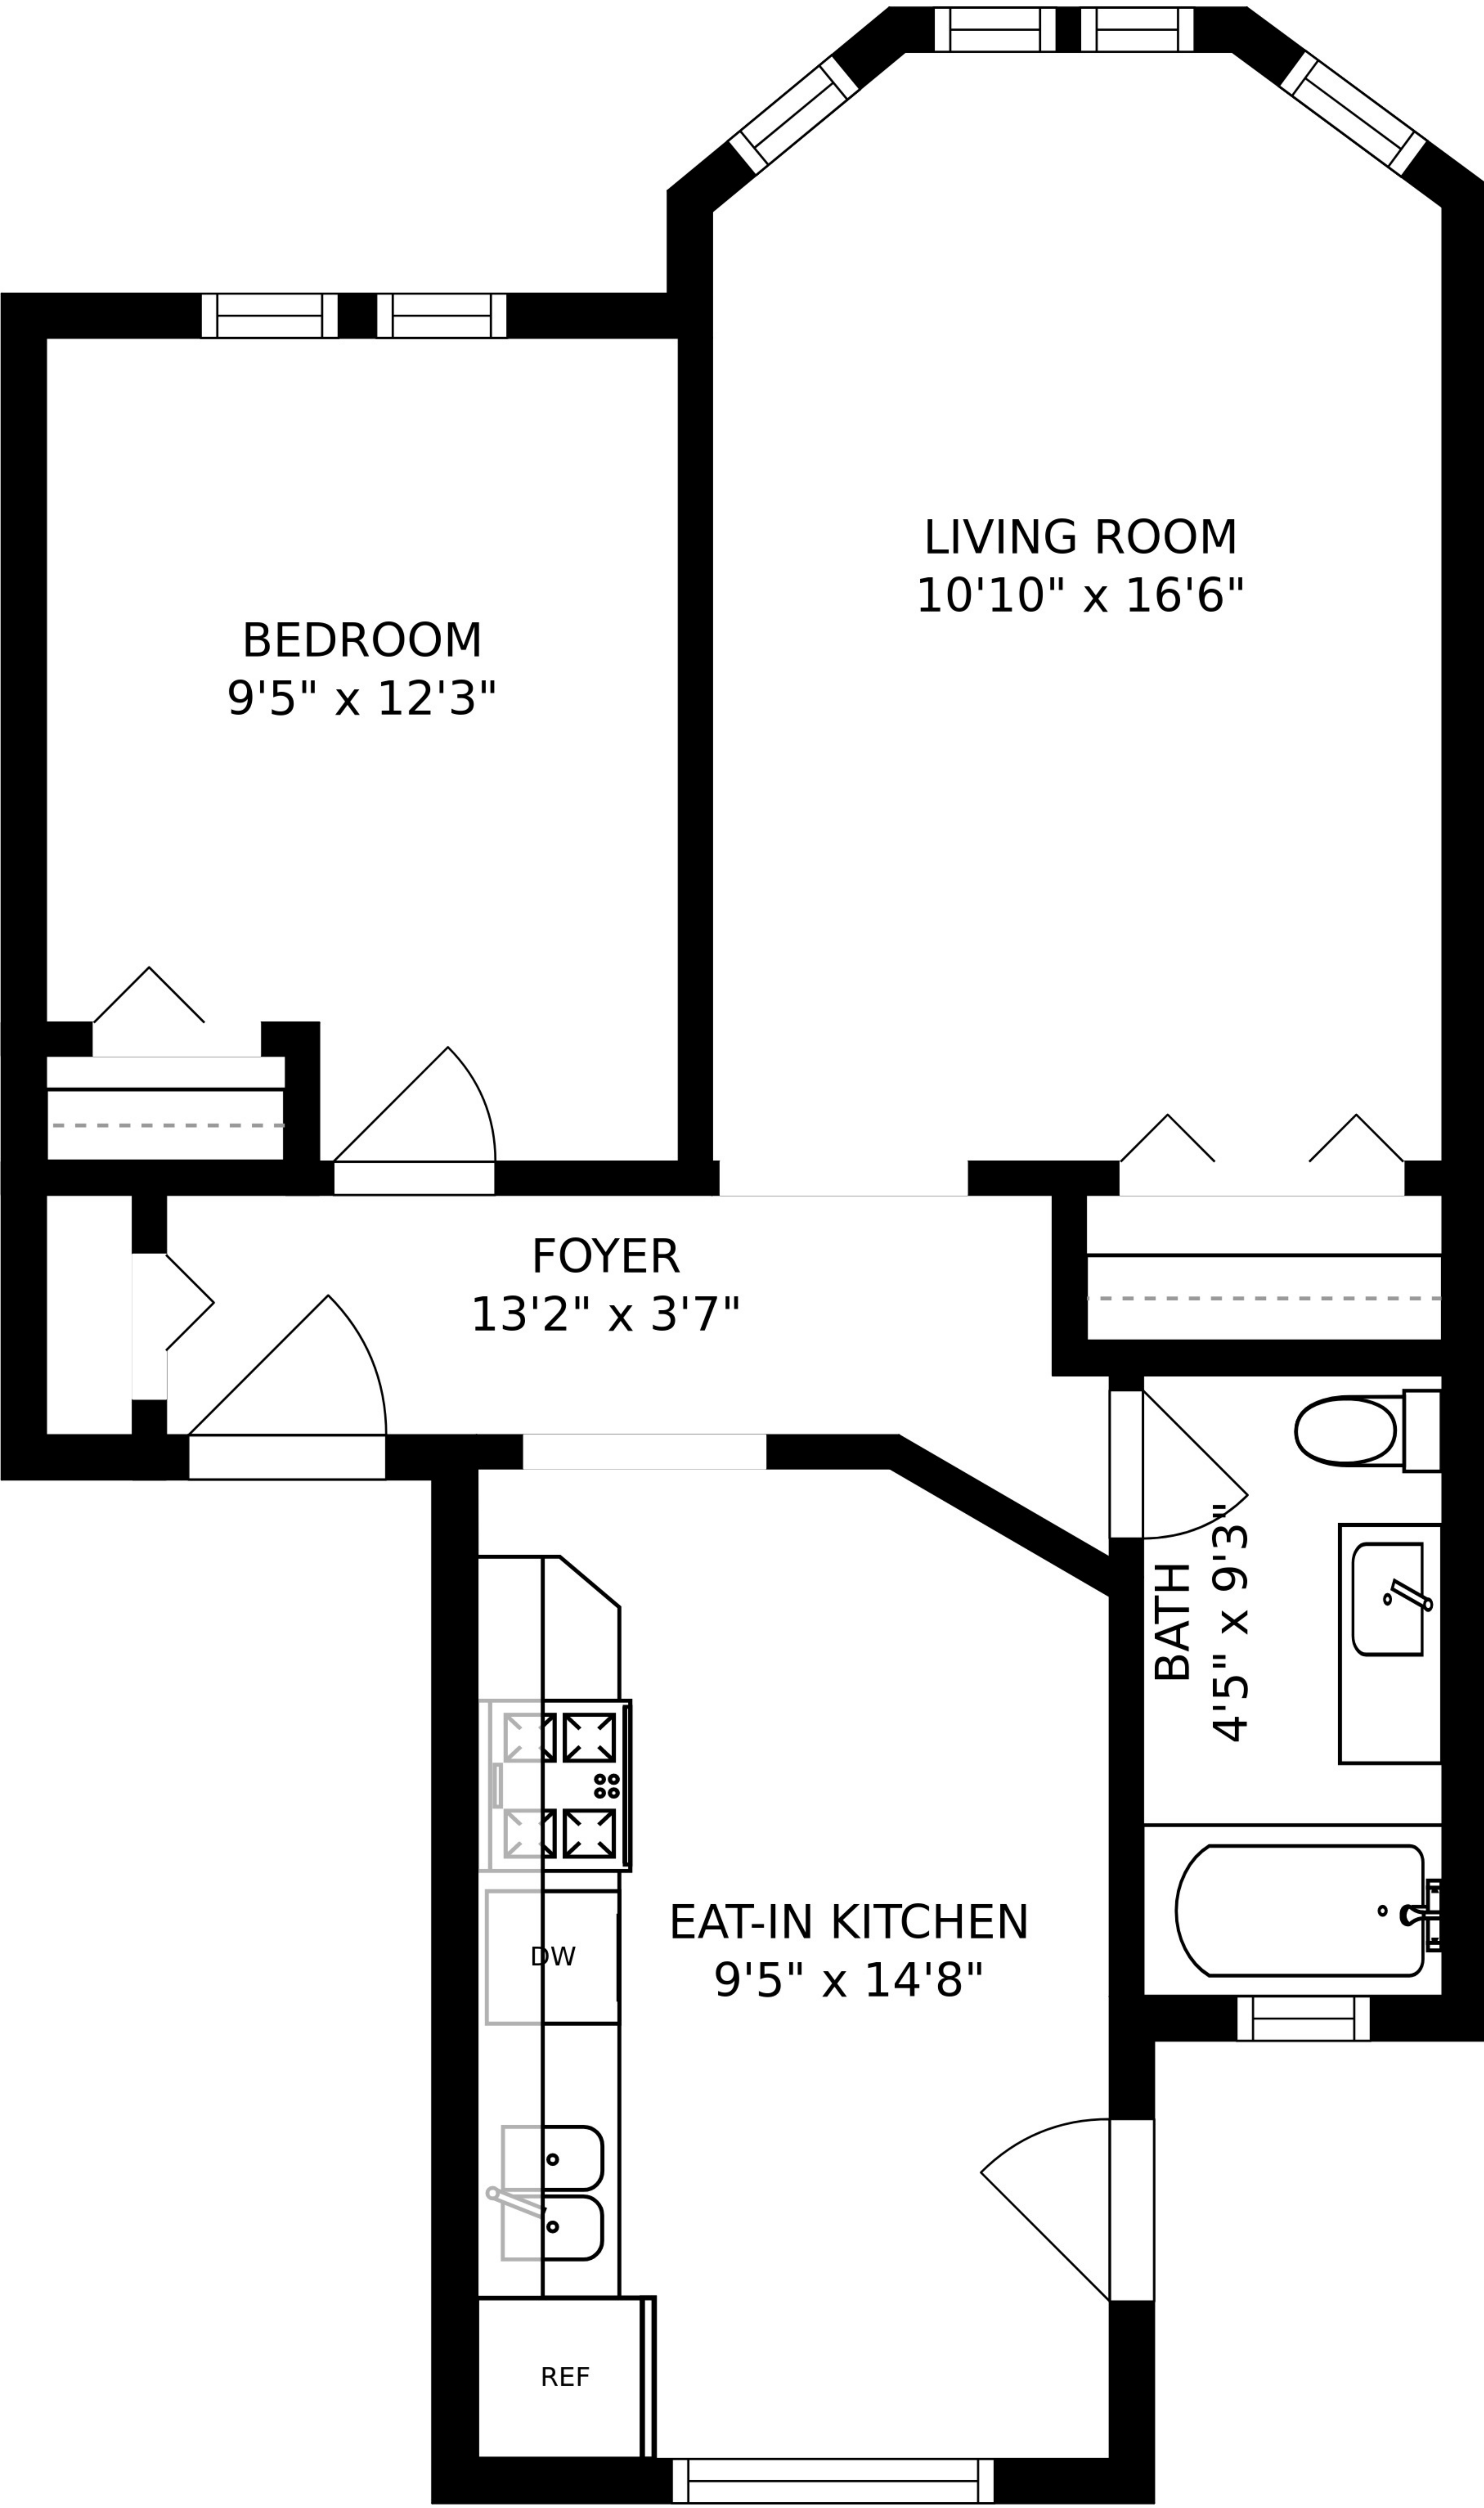 LIVING ROOM
10'10" x 16'6"
BEDROOM
9'5" x 12'3"
FOYER
13'2" x 3'7"
BATH
4'5" x 9'3"
EAT-IN KITCHEN
9'5" x 14'8"
DW
REF